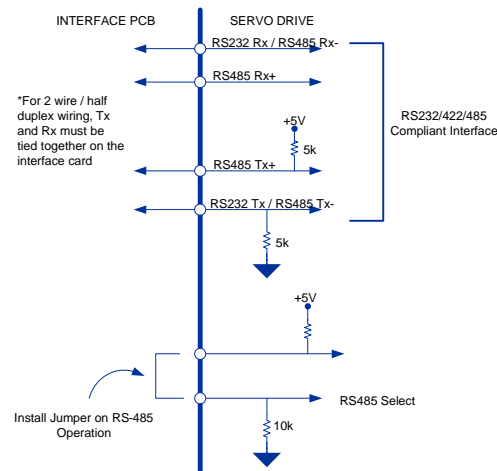 INTERFACE PCB
SERVO DRIVE
RS232 Rx / RS485 Rx-
RS485 Rx+
*For 2 wire / half
duplex wiring, Tx
and Rx must be
tied together on the
interface card
RS232/422/485
Compliant Interface
+5V
5k
RS485 Tx+
RS232 Tx / RS485 Tx-
5k
+5V
RS485 Select
Install Jumper on RS-485
Operation
10k